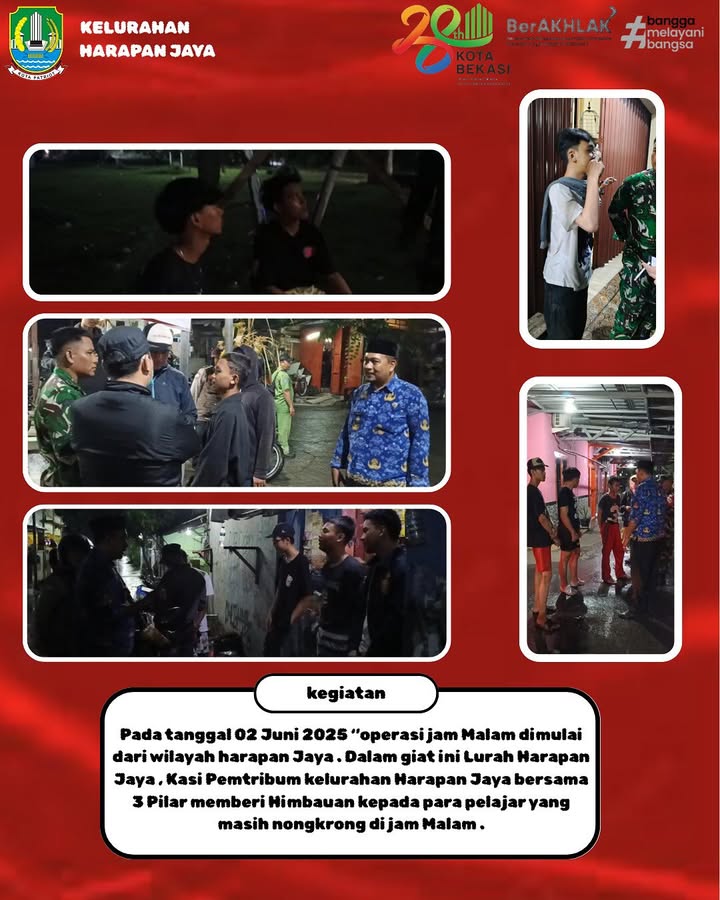 KELURAHAN
HARAPAN JAYA
KOTA PATRIOT
28th
KOTA
BEKASI
BerAKHLAK
#bangga
melayani
bangsa
kegiatan
Pada tanggal 02 Juni 2025 "operasi jam Malam dimulai
dari wilayah harapan Jaya . Dalam giat ini Lurah Harapan
Jaya , Kasi Pemtribum kelurahan Harapan Jaya bersama
3 Pilar memberi Himbauan kepada para pelajar yang
masih nongkrong di jam Malam .